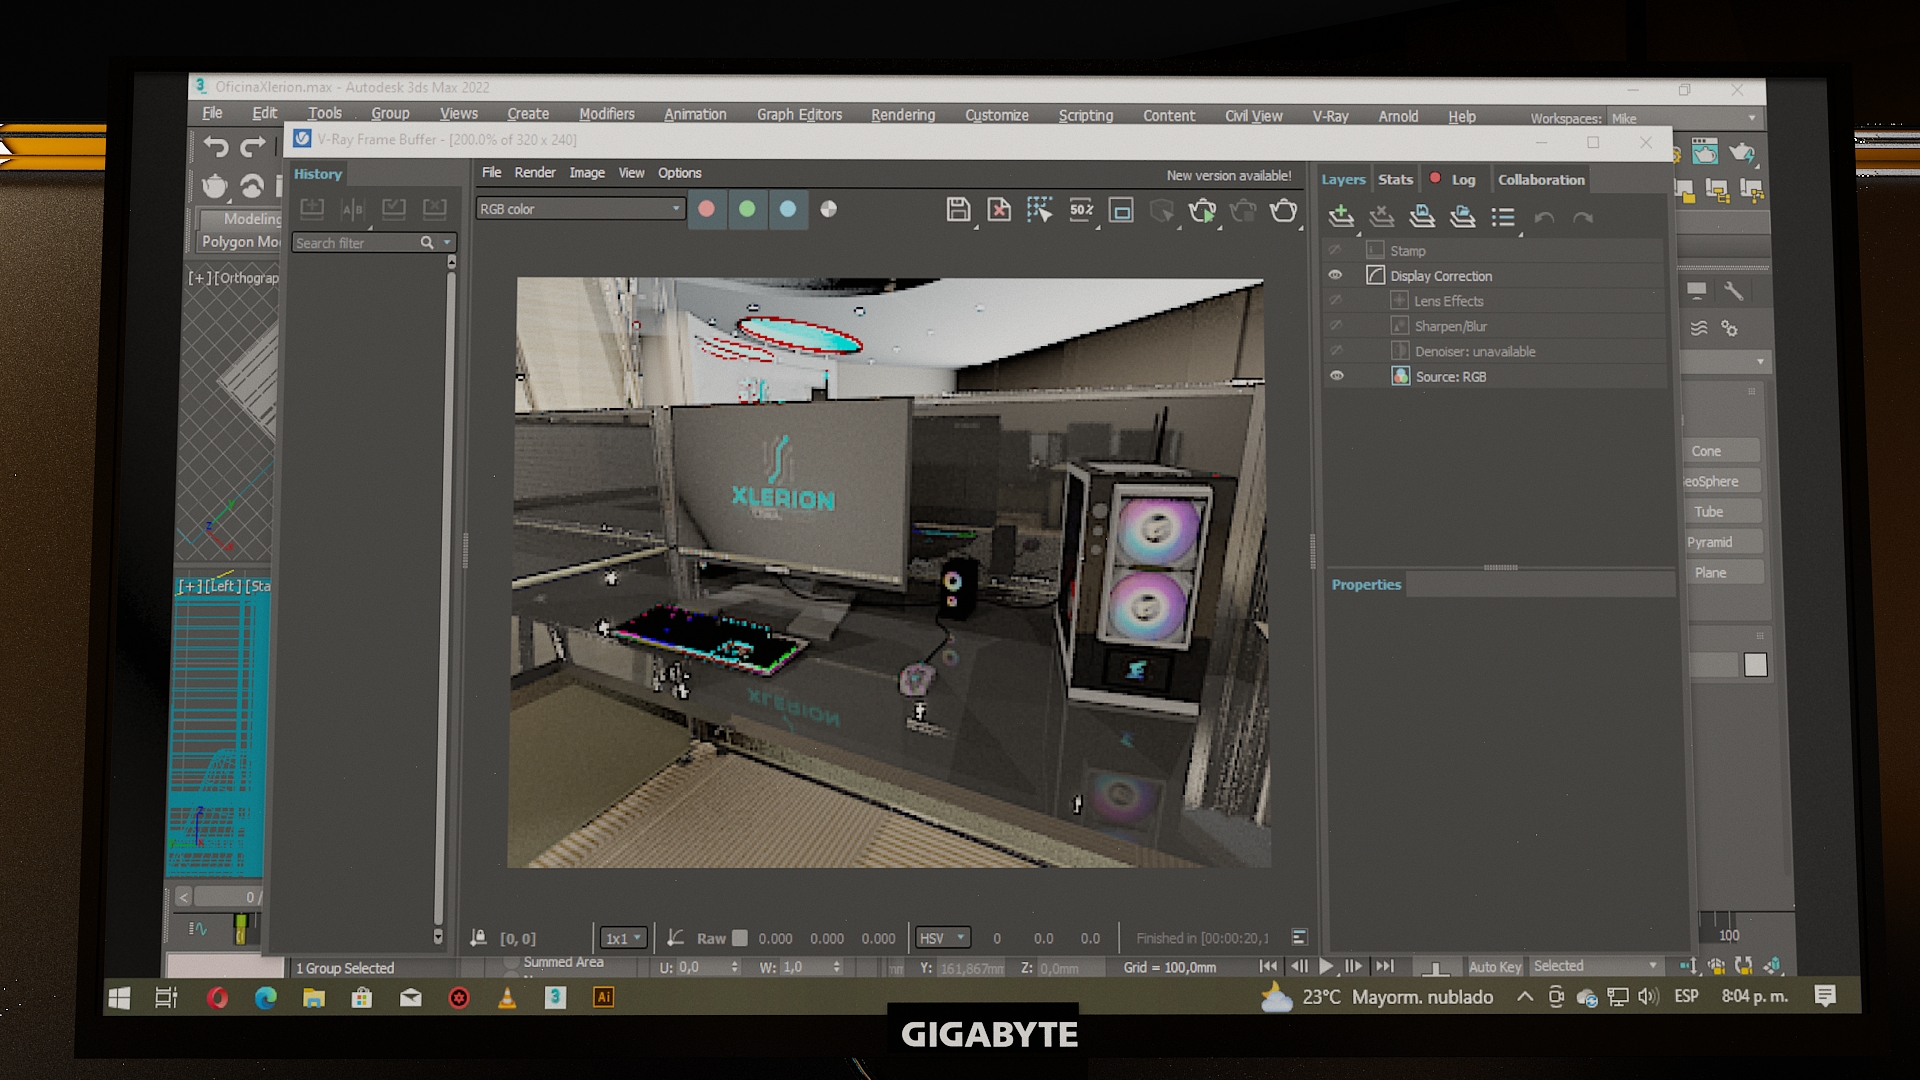 OficinaXlerion.max - Autodesk 3ds Max 2022
File Edit Tools Group Views Create Modifiers Animation Graph Editors Rendering Customize Scripting Content Civil View V-Ray Arnold Help Workspaces: Mike
V-Ray Frame Buffer - [200.0% of 320 x 240]
History
File Render Image View Options
New version available!
Layers Stats Log Collaboration
RGB color
50%
Modeling
Polygon Mo
Search filter
[+] [Orthograp
Stamp
Display Correction
Lens Effects
Sharpen/Blur
Denoiser: unavailable
Source: RGB
XLERION
Cone
GeoSphere
Tube
Pyramid
Plane
[+] [Left] [Sta
Properties
XLERION
0 /
[0, 0]
1x1
Raw 0.000 0.000 0.000
HSV 0 0.0 0.0
Finished in [00:00:20,1
100
1 Group Selected
Summed Area
U: 0,0
W: 1,0
mm
Y: 161,867mm
Z: 0,0mm
Grid = 100,0mm
Auto Key
Selected
Ai
23°C Mayorm. nublado
ESP
8:04 p. m.
GIGABYTE